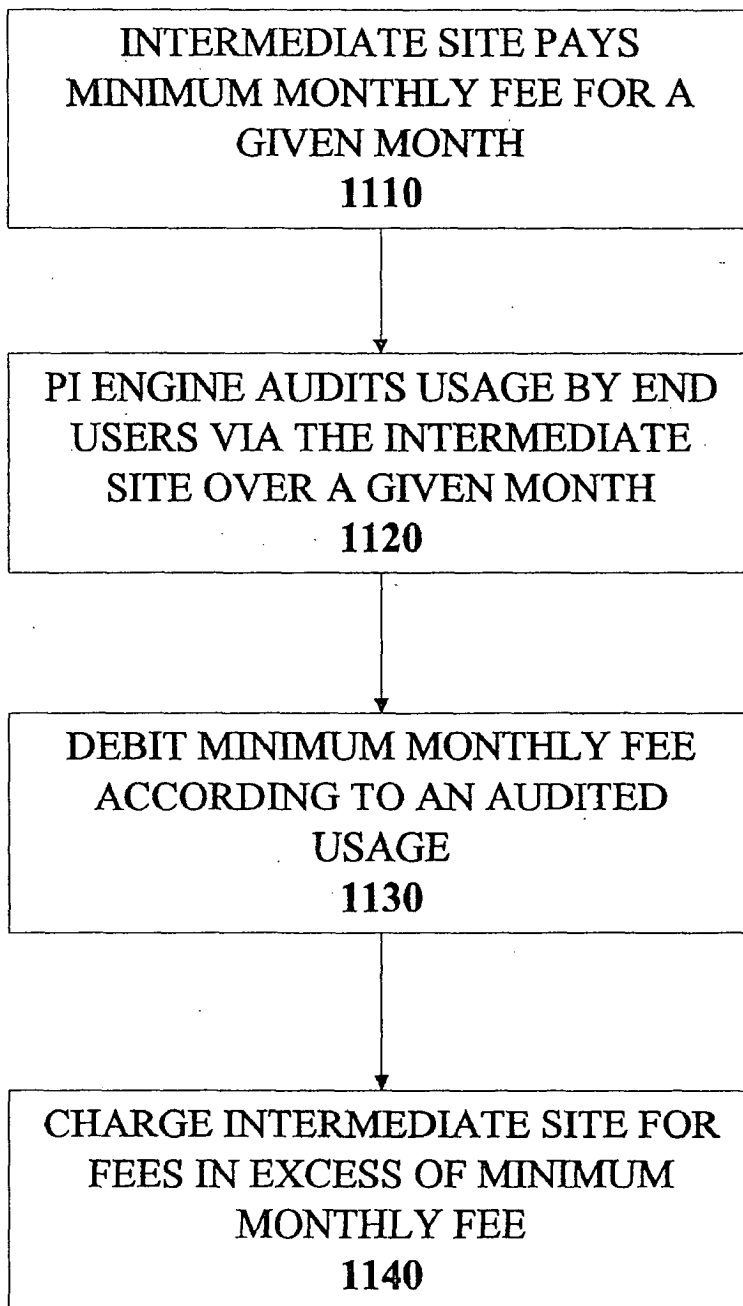 INTERMEDIATE SITE PAYS
MINIMUM MONTHLY FEE FOR A
GIVEN MONTH
1110
PI ENGINE AUDITS USAGE BY END
USERS VIA THE INTERMEDIATE
SITE OVER A GIVEN MONTH
1120
DEBIT MINIMUM MONTHLY FEE
ACCORDING TO AN AUDITED
USAGE
1130
CHARGE INTERMEDIATE SITE FOR
FEES IN EXCESS OF MINIMUM
MONTHLY FEE
1140